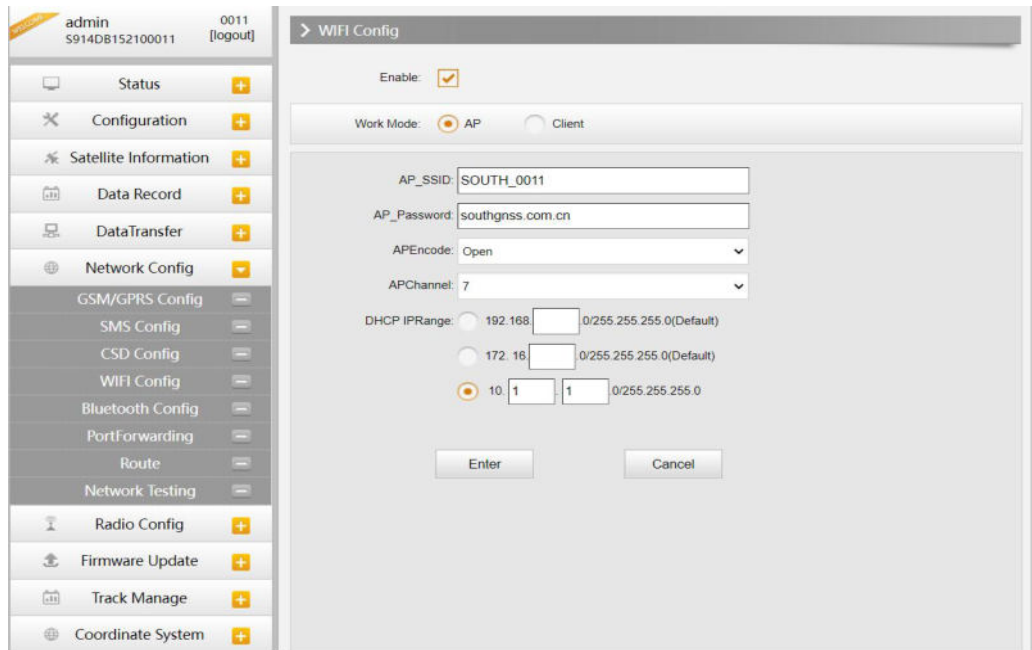 WELCOME
admin 0011
S914DB152100011 [logout]
Status
Configuration
Satellite Information
Data Record
DataTransfer
Network Config
GSM/GPRS Config
SMS Config
CSD Config
WIFI Config
Bluetooth Config
PortForwarding
Route
Network Testing
Radio Config
Firmware Update
Track Manage
Coordinate System
WIFI Config
Enable:
Work Mode: AP Client
AP_SSID: SOUTH_0011
AP_Password: southgnss.com.cn
APEncode: Open
APChannel: 7
DHCP IPRange: 192.168. .0/255.255.255.0(Default)
172. 16. .0/255.255.255.0(Default)
10. 1 . 1 .0/255.255.255.0
Enter Cancel